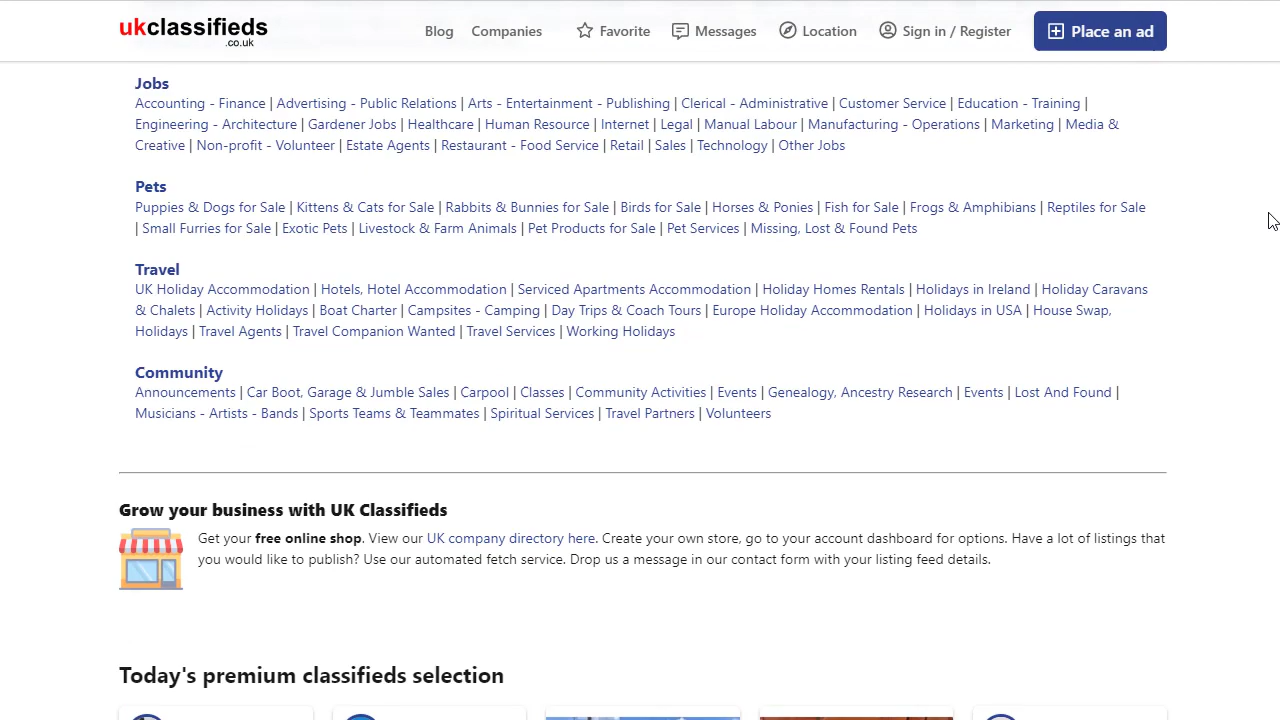 ukclassifieds
.co.uk
Blog Companies Favorite Messages Location Sign in / Register Place an ad
Jobs
Accounting - Finance | Advertising - Public Relations | Arts - Entertainment - Publishing | Clerical - Administrative | Customer Service | Education - Training |
Engineering - Architecture | Gardener Jobs | Healthcare | Human Resource | Internet | Legal | Manual Labour | Manufacturing - Operations | Marketing | Media &
Creative | Non-profit - Volunteer | Estate Agents | Restaurant - Food Service | Retail | Sales | Technology | Other Jobs
Pets
Puppies & Dogs for Sale | Kittens & Cats for Sale | Rabbits & Bunnies for Sale | Birds for Sale | Horses & Ponies | Fish for Sale | Frogs & Amphibians | Reptiles for Sale
| Small Furries for Sale | Exotic Pets | Livestock & Farm Animals | Pet Products for Sale | Pet Services | Missing, Lost & Found Pets
Travel
UK Holiday Accommodation | Hotels, Hotel Accommodation | Serviced Apartments Accommodation | Holiday Homes Rentals | Holidays in Ireland | Holiday Caravans
& Chalets | Activity Holidays | Boat Charter | Campsites - Camping | Day Trips & Coach Tours | Europe Holiday Accommodation | Holidays in USA | House Swap,
Holidays | Travel Agents | Travel Companion Wanted | Travel Services | Working Holidays
Community
Announcements | Car Boot, Garage & Jumble Sales | Carpool | Classes | Community Activities | Events | Genealogy, Ancestry Research | Events | Lost And Found |
Musicians - Artists - Bands | Sports Teams & Teammates | Spiritual Services | Travel Partners | Volunteers
Grow your business with UK Classifieds
Get your free online shop. View our UK company directory here. Create your own store, go to your account dashboard for options. Have a lot of listings that
you would like to publish? Use our automated fetch service. Drop us a message in our contact form with your listing feed details.
Today's premium classifieds selection